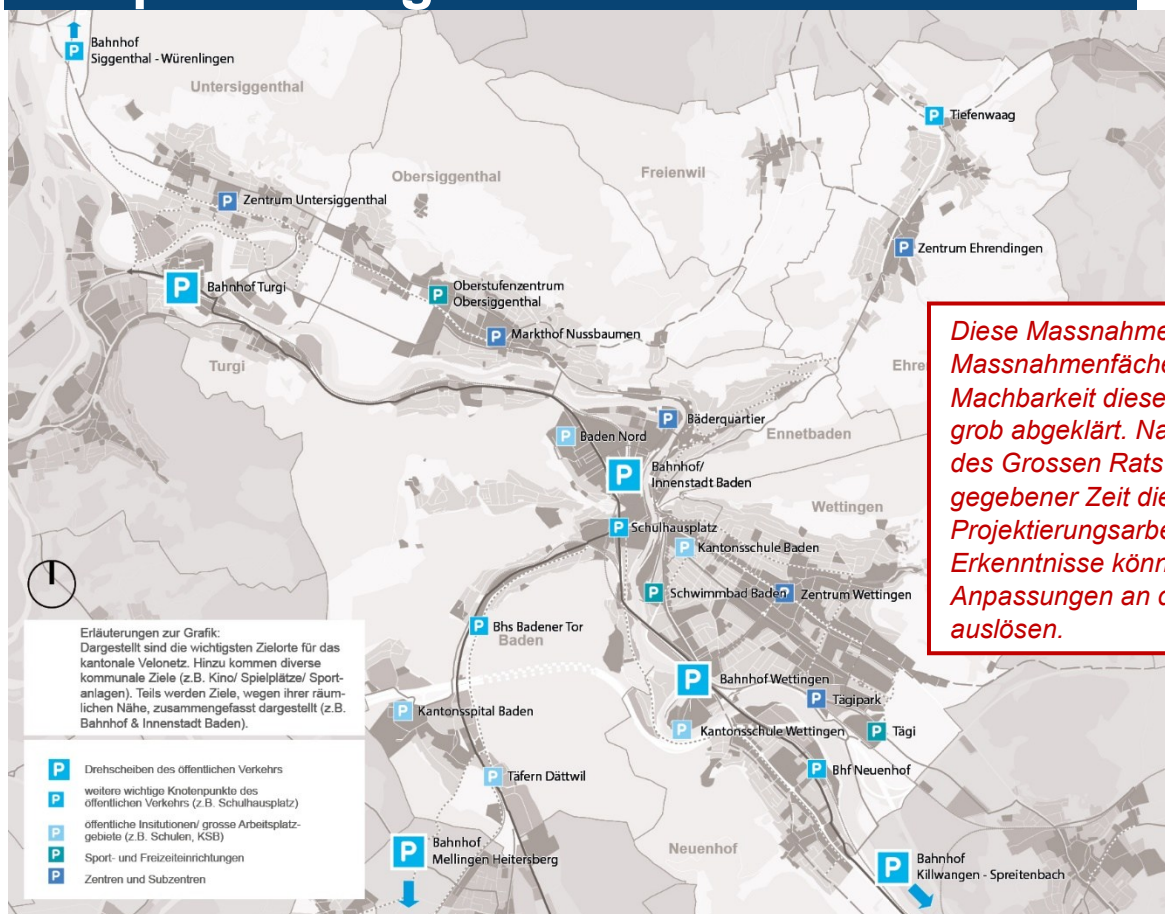 Bahnhof
Siggenthal - Würenlingen
Untersiggenthal
Tiefenwaag
Obersiggenthal
Freienwil
Zentrum Untersiggenthal
Zentrum Ehrendingen
Bahnhof Turgi
Oberstufenzentrum
Obersiggenthal
Markthof Nussbaumen
Turgi
Ehre
Bäderquartier
Baden Nord
Ennetbaden
Bahnhof/
Innenstadt Baden
Wettingen
Schulhausplatz
Kantonsschule Baden
Schwimmbad Baden
Zentrum Wettingen
Bhs Badener Tor
Baden
Bahnhof Wettingen
Tägipark
Kantonsspital Baden
Kantonsschule Wettingen
Tägi
Bhf Neuenhof
Täfern Dättwil
Neuenhof
Bahnhof
Mellingen Heitersberg
Bahnhof
Killwangen - Spreitenbach
Diese Massnahme
Massnahmenfäche
Machbarkeit diese
grob abgeklärt. Na
des Grossen Rats
gegebener Zeit die
Projektierungsarbe
Erkenntnisse könn
Anpassungen an d
auslösen.
Erläuterungen zur Grafik:
Dargestellt sind die wichtigsten Zielorte für das
kantonale Velonetz. Hinzu kommen diverse
kommunale Ziele (z.B. Kino/ Spielplätze/ Sport-
anlagen). Teils werden Ziele, wegen ihrer räum-
lichen Nähe, zusammengefasst dargestellt (z.B.
Bahnhof & Innenstadt Baden).
P Drehscheiben des öffentlichen Verkehrs
P weitere wichtige Knotenpunkte des
öffentlichen Verkehrs (z.B. Schulhausplatz)
P öffentliche Insitutionen/ grosse Arbeitsplatz-
gebiete (z.B. Schulen, KSB)
P Sport- und Freizeiteinrichtungen
P Zentren und Subzentren